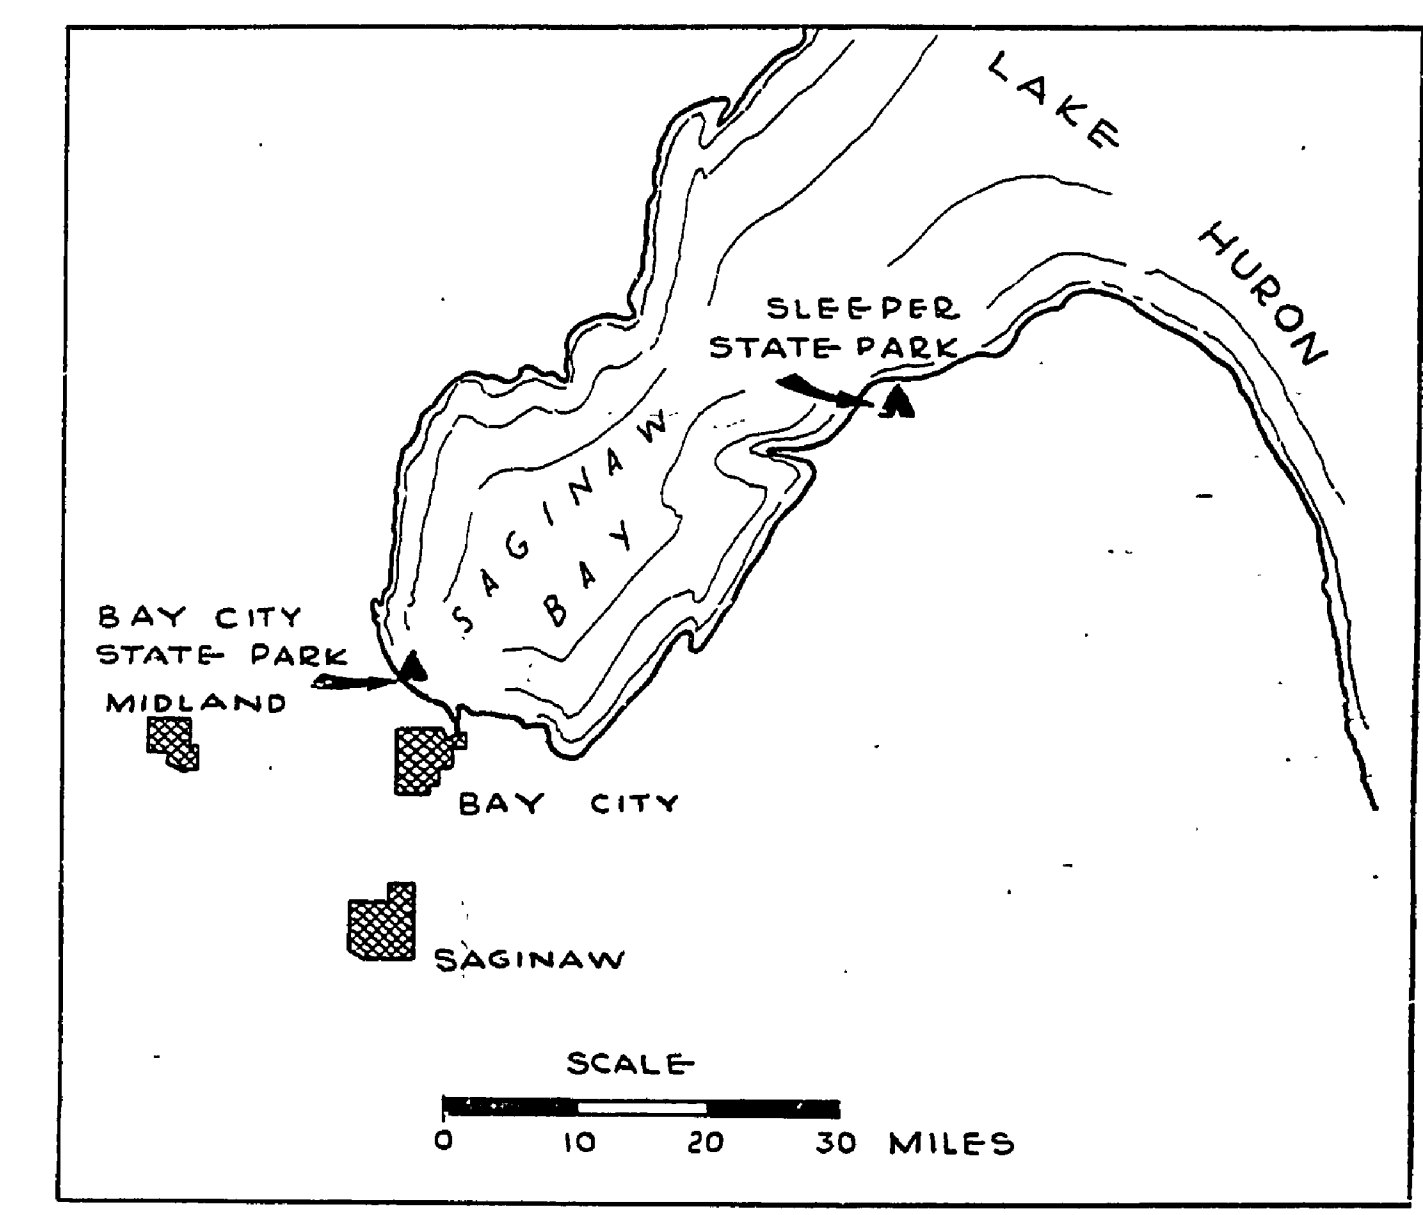 LAKE
HURON
SLEEPER
STATE PARK
SAGINAW
BAY
BAY CITY
STATE PARK
MIDLAND
BAY CITY
SAGINAW
SCALE
0 10 20 30 MILES